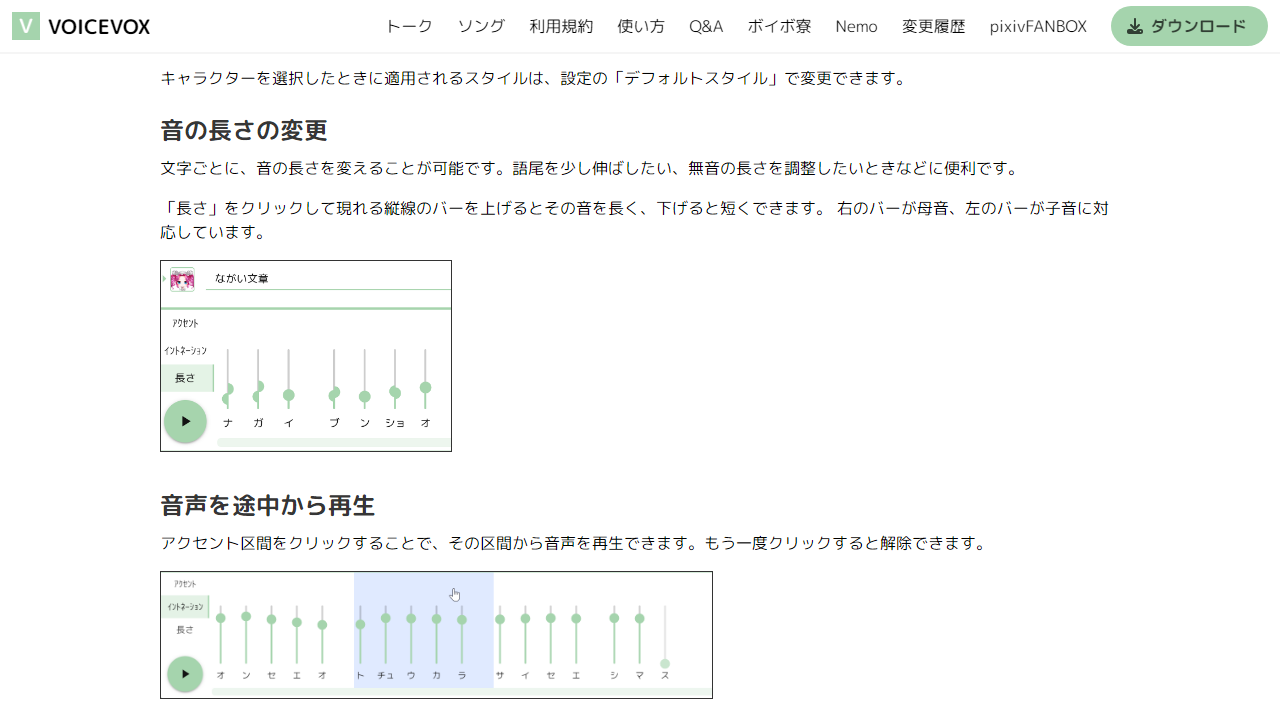 V VOICEVOX トーク ソング 利用規約 使い方 Q&A ボイボ寮 Nemo 変更履歴 pixivFANBOX ダウンロード
キャラクターを選択したときに適用されるスタイルは、設定の「デフォルトスタイル」で変更できます。
音の長さの変更
文字ごとに、音の長さを変えることが可能です。語尾を少し伸ばしたい、無音の長さを調整したいときなどに便利です。
「長さ」をクリックして現れる縦線のバーを上げるとその音を長く、下げると短くできます。 右のバーが母音、左のバーが子音に対
応しています。
ながい文章
アクセント
イントネーション
長さ
ナ ガ イ ブ ン ショ オ
音声を途中から再生
アクセント区間をクリックすることで、その区間から音声を再生できます。もう一度クリックすると解除できます。
アクセント
イントネーション
長さ
オ ン セ エ オ ト チュ ウ カ ラ サ イ セ エ シ マ ス